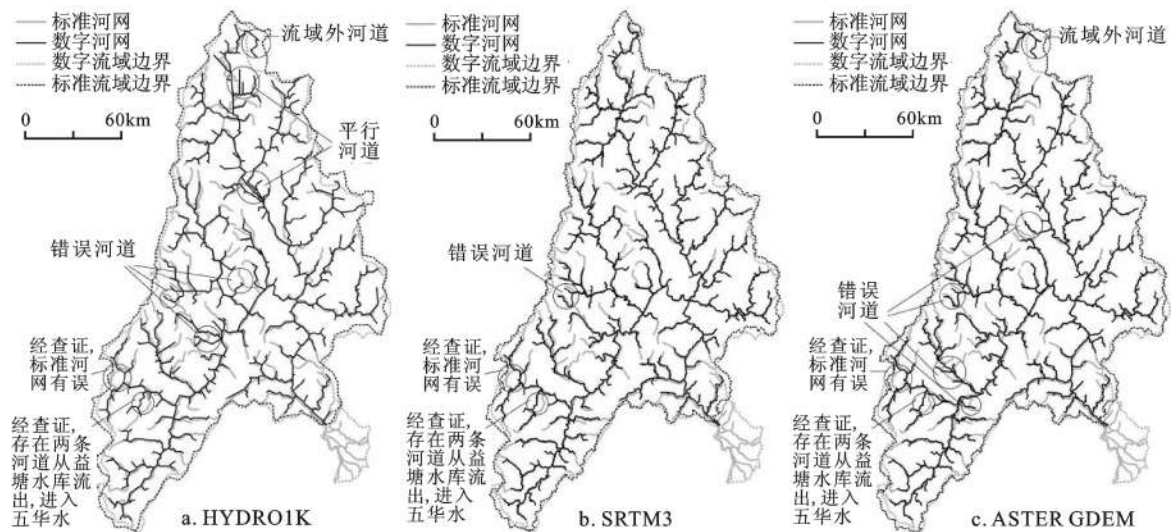 标准河网
数字河网
数字流域边界
标准流域边界
0 60km
流域外河道
平行
河道
错误河道
经查证,
标准河
网有误
经查证,
存在两条
河道从益
塘水库流
出,进入
五华水
a. HYDRO1K
标准河网
数字河网
数字流域边界
标准流域边界
0 60km
错误河道
经查证,
标准河
网有误
经查证,
存在两条
河道从益
塘水库流
出,进入
五华水
b. SRTM3
标准河网
数字河网
数字流域边界
标准流域边界
0 60km
流域外河道
错误
河道
经查证,
标准河
网有误
经查证,
存在两条
河道从益
塘水库流
出,进入
五华水
c. ASTER GDEM